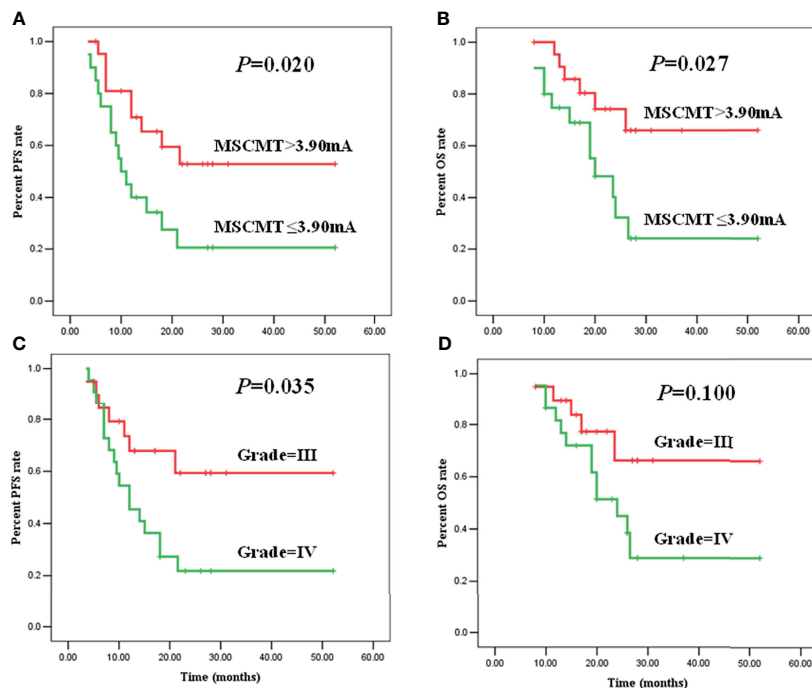 A
B
P=0.020
P=0.027
MSCMT>3.90mA
MSCMT>3.90mA
MSCMT ≤3.90mA
MSCMT ≤3.90mA
Percent PFS rate
Percent OS rate
1.0
0.8
0.6
0.4
0.2
0.0
1.0
0.8
0.6
0.4
0.2
0.0
0.00 10.00 20.00 30.00 40.00 50.00 60.00
0.00 10.00 20.00 30.00 40.00 50.00 60.00
C
D
P=0.035
P=0.100
Grade=III
Grade=III
Grade=IV
Grade=IV
Percent PFS rate
Percent OS rate
1.0
0.8
0.6
0.4
0.2
0.0
1.0
0.8
0.6
0.4
0.2
0.0
0.00 10.00 20.00 30.00 40.00 50.00 60.00
0.00 10.00 20.00 30.00 40.00 50.00 60.00
Time (months)
Time (months)